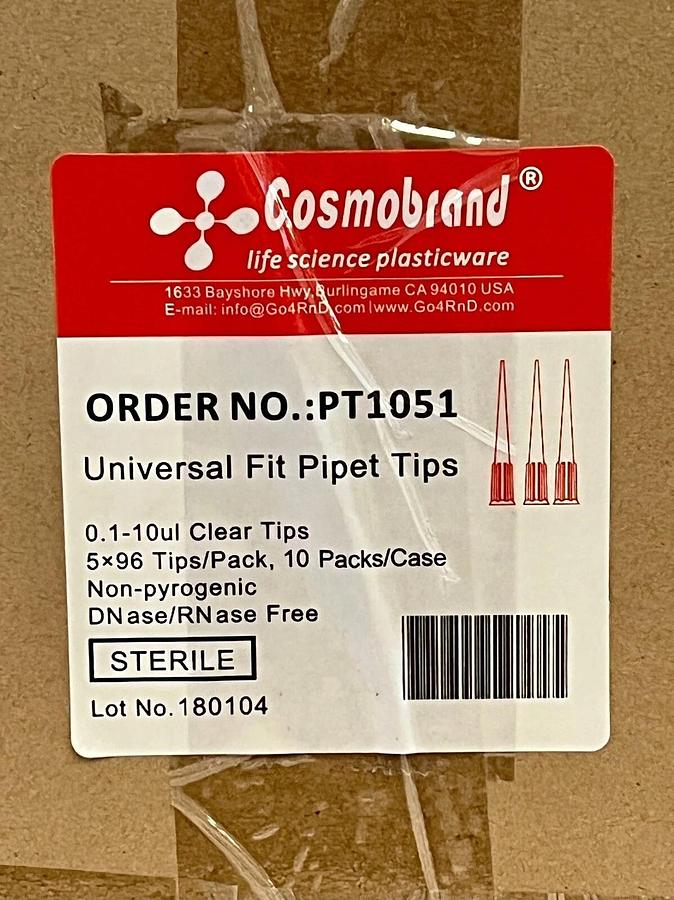 Cosmobrand®
life science plasticware
1633 Bayshore Hwy,Burlingame CA 94010 USA
E-mail: info@Go4RnD.com|www.Go4RnD.com
ORDER NO.:PT1051
Universal Fit Pipet Tips
0.1-10ul Clear Tips
5×96 Tips/Pack, 10 Packs/Case
Non-pyrogenic
DNase/RNase Free
STERILE
Lot No.180104